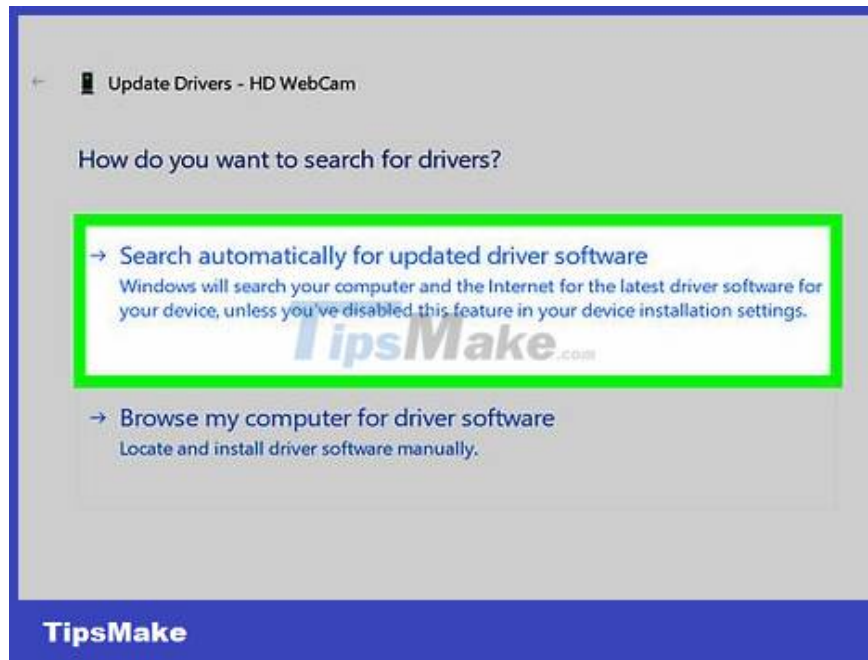 Update Drivers - HD WebCam
How do you want to search for drivers?
→ Search automatically for updated driver software
Windows will search your computer and the Internet for the latest driver software for
your device, unless you've disabled this feature in your device installation settings.
TipsMake.com
→ Browse my computer for driver software
Locate and install driver software manually.
TipsMake